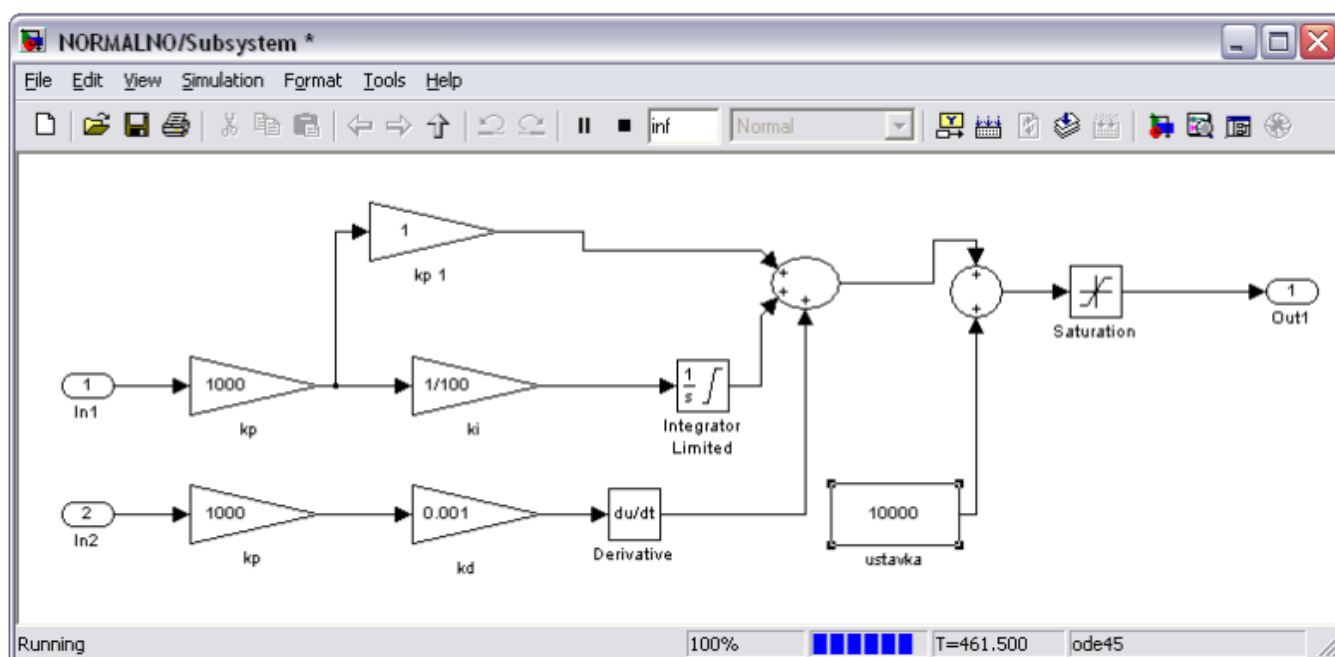 NORMALNO/Subsystem *
File Edit View Simulation Format Tools Help
inf Normal
1
kp 1
+
+
+
+
+
Saturation
1
Out1
1
In1
1000
kp
1/100
ki
1
s
Integrator
Limited
2
In2
1000
kp
0.001
kd
du/dt
Derivative
10000
ustavka
Running 100% T=461.500 ode45